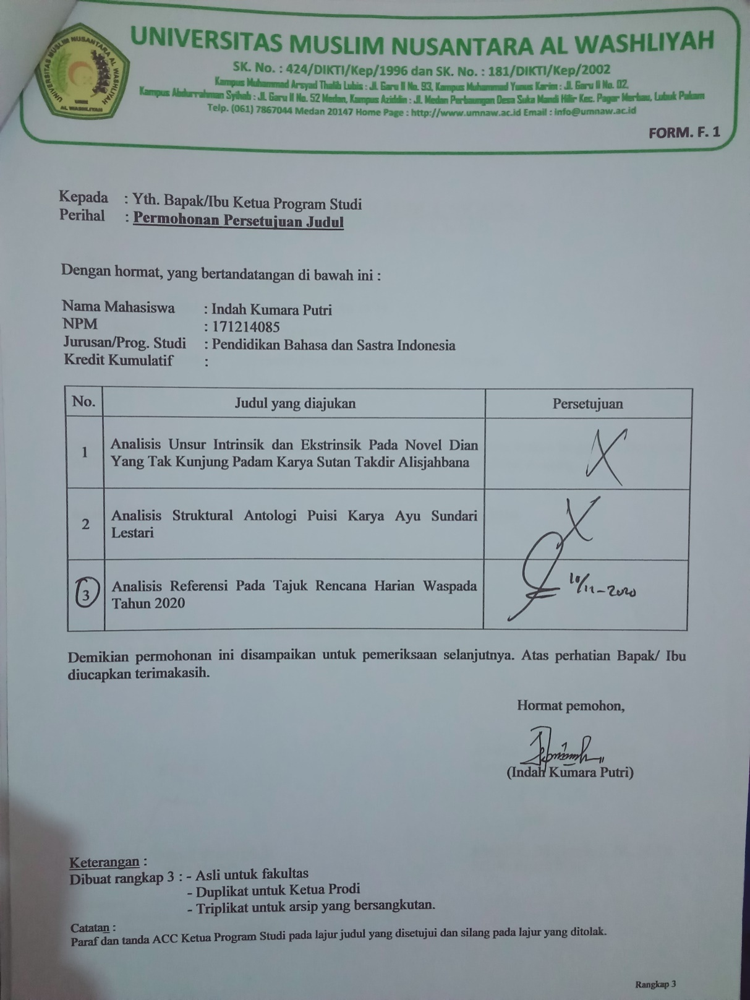 UNIVERSITAS MUSLIM NUSANTARA AL WASHLIYAH
UNIVERSITAS MUSLIM NUSANTARA AL WASHLIYAH
SK. No. : 424/DIKTI/Kep/1996 dan SK. No. : 181/DIKTI/Kep/2002
Kampus Muhammad Arsyad Thalib Lubis : Jl. Garu II No. 93, Kampus Muhammad Yunus Karim : Jl. Garu II No. 02,
Kampus Abdurrahman Syihab : Jl. Garu II No. 52 Medan, Kampus Aziddin : Jl. Medan Perbaungan Desa Suka Mandi Hilir Kec. Pagar Merbau, Lubuk Pakam
Telp. (061) 7867044 Medan 20147 Home Page : http://www.umnaw.ac.id Email : info@umnaw.ac.id
UMN
AL WASHLIYAH
FORM. F. 1
Kepada : Yth. Bapak/Ibu Ketua Program Studi
Perihal : Permohonan Persetujuan Judul
Dengan hormat, yang bertandatangan di bawah ini :
Nama Mahasiswa : Indah Kumara Putri
NPM : 171214085
Jurusan/Prog. Studi : Pendidikan Bahasa dan Sastra Indonesia
Kredit Kumulatif :
No. Judul yang diajukan Persetujuan
1 Analisis Unsur Intrinsik dan Ekstrinsik Pada Novel Dian
Yang Tak Kunjung Padam Karya Sutan Takdir Alisjahbana
2 Analisis Struktural Antologi Puisi Karya Ayu Sundari
Lestari
3 Analisis Referensi Pada Tajuk Rencana Harian Waspada
Tahun 2020
10/11-2020
Demikian permohonan ini disampaikan untuk pemeriksaan selanjutnya. Atas perhatian Bapak/ Ibu
diucapkan terimakasih.
Hormat pemohon,
(Indah Kumara Putri)
Keterangan :
Dibuat rangkap 3 : - Asli untuk fakultas
- Duplikat untuk Ketua Prodi
- Triplikat untuk arsip yang bersangkutan.
Catatan :
Paraf dan tanda ACC Ketua Program Studi pada lajur judul yang disetujui dan silang pada lajur yang ditolak.
Rangkap 3